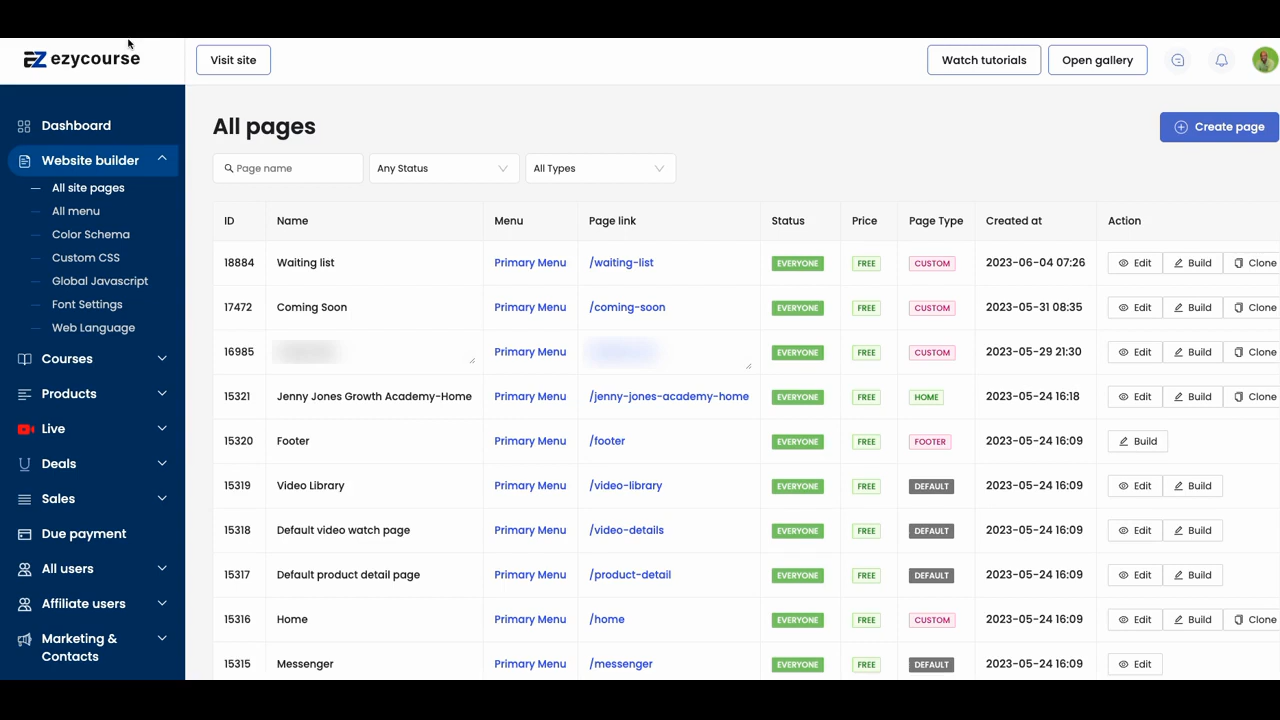 ezycourse
Visit site
Watch tutorials
Open gallery
Dashboard
Website builder
All site pages
All menu
Color Schema
Custom CSS
Global Javascript
Font Settings
Web Language
Courses
Products
Live
Deals
Sales
Due payment
All users
Affiliate users
Marketing &
Contacts
All pages
Create page
Page name
Any Status
All Types
ID Name Menu Page link Status Price Page Type Created at Action
18884 Waiting list Primary Menu /waiting-list EVERYONE FREE CUSTOM 2023-06-04 07:26 Edit Build Clone
17472 Coming Soon Primary Menu /coming-soon EVERYONE FREE CUSTOM 2023-05-31 08:35 Edit Build Clone
16985 Primary Menu EVERYONE FREE CUSTOM 2023-05-29 21:30 Edit Build Clone
15321 Jenny Jones Growth Academy-Home Primary Menu /jenny-jones-academy-home EVERYONE FREE HOME 2023-05-24 16:18 Edit Build Clone
15320 Footer Primary Menu /footer EVERYONE FREE FOOTER 2023-05-24 16:09 Build
15319 Video Library Primary Menu /video-library EVERYONE FREE DEFAULT 2023-05-24 16:09 Edit Build
15318 Default video watch page Primary Menu /video-details EVERYONE FREE DEFAULT 2023-05-24 16:09 Edit Build
15317 Default product detail page Primary Menu /product-detail EVERYONE FREE DEFAULT 2023-05-24 16:09 Edit Build
15316 Home Primary Menu /home EVERYONE FREE CUSTOM 2023-05-24 16:09 Edit Build Clone
15315 Messenger Primary Menu /messenger EVERYONE FREE DEFAULT 2023-05-24 16:09 Edit